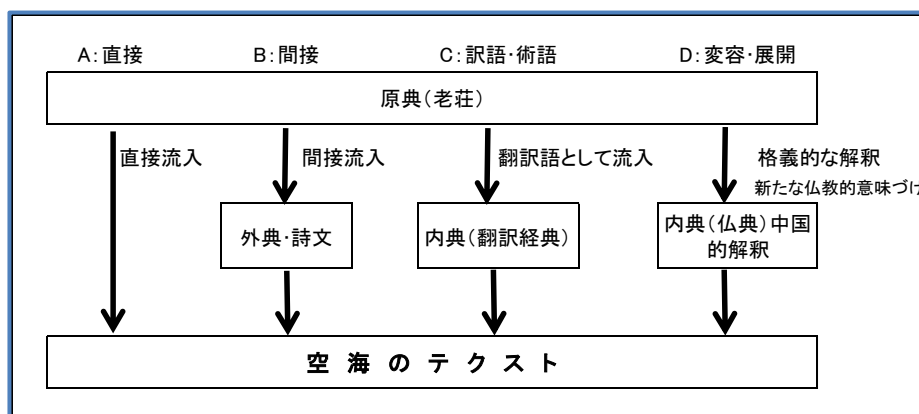 A：直接
B：間接
C：訳語・術語
D：変容・展開
原典（老荘）
直接流入
間接流入
翻訳語として流入
格義的な解釈
新たな仏教的意味づけ
外典・詩文
内典（翻訳経典）
内典（仏典）中国
的解釈
空海のテクスト